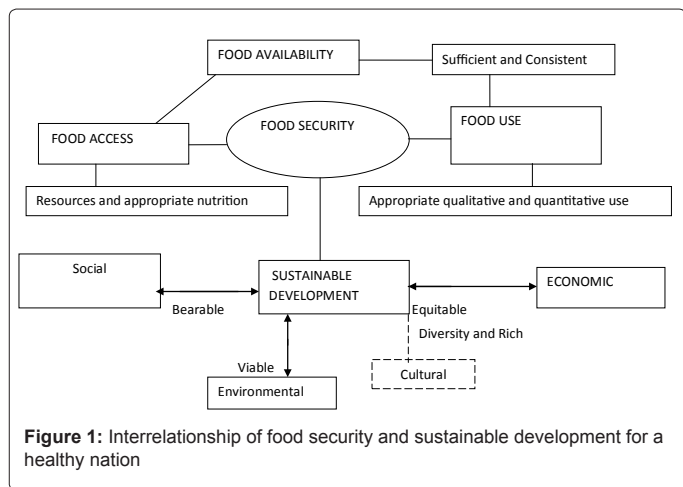 FOOD AVAILABILITY
Sufficient and Consistent
FOOD SECURITY
FOOD ACCESS
FOOD USE
Resources and appropriate nutrition
Appropriate qualitative and quantitative use
Social
SUSTAINABLE
DEVELOPMENT
ECONOMIC
Bearable
Equitable
Diversity and Rich
Viable
Cultural
Environmental
Figure 1: Interrelationship of food security and sustainable development for a
healthy nation